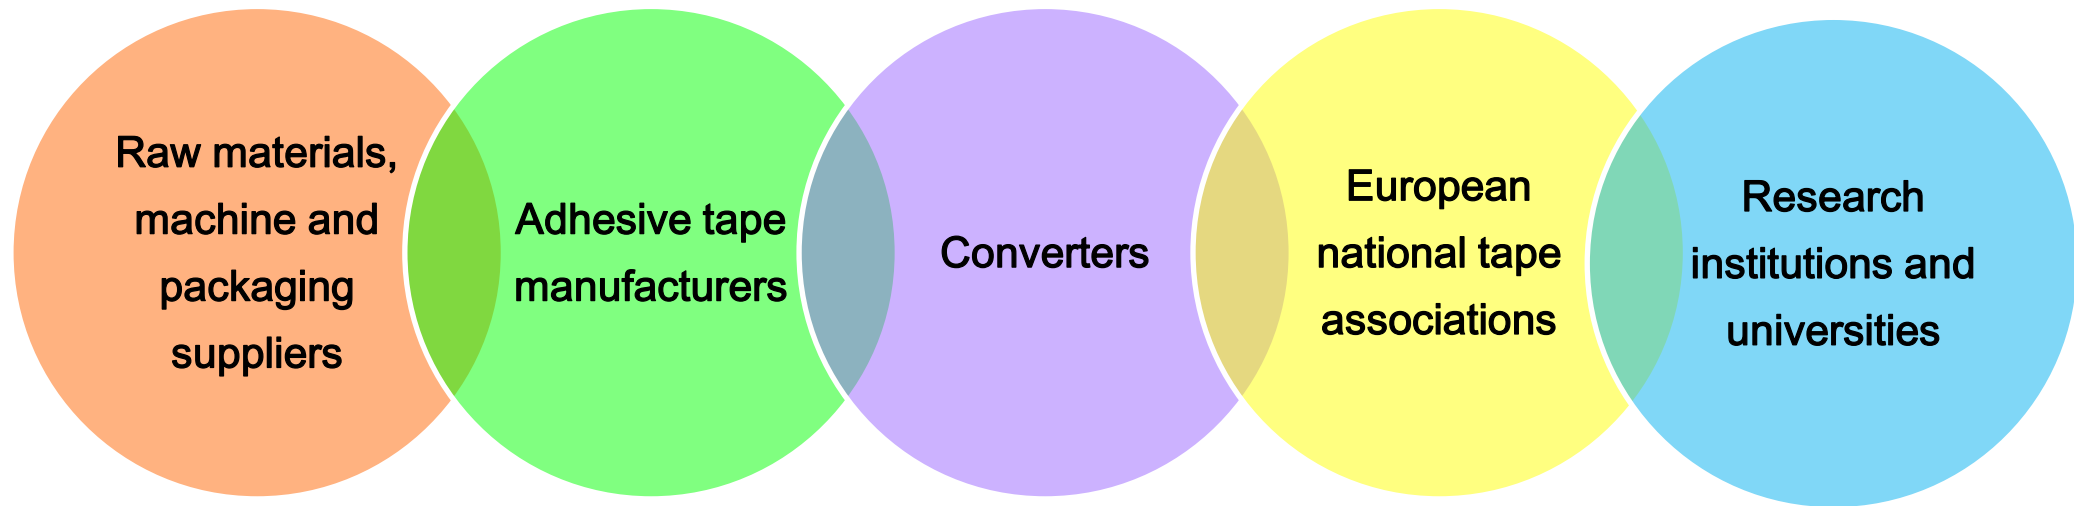 Raw materials,
machine and
packaging
suppliers
Adhesive tape
manufacturers
Converters
European
national tape
associations
Research
institutions and
universities